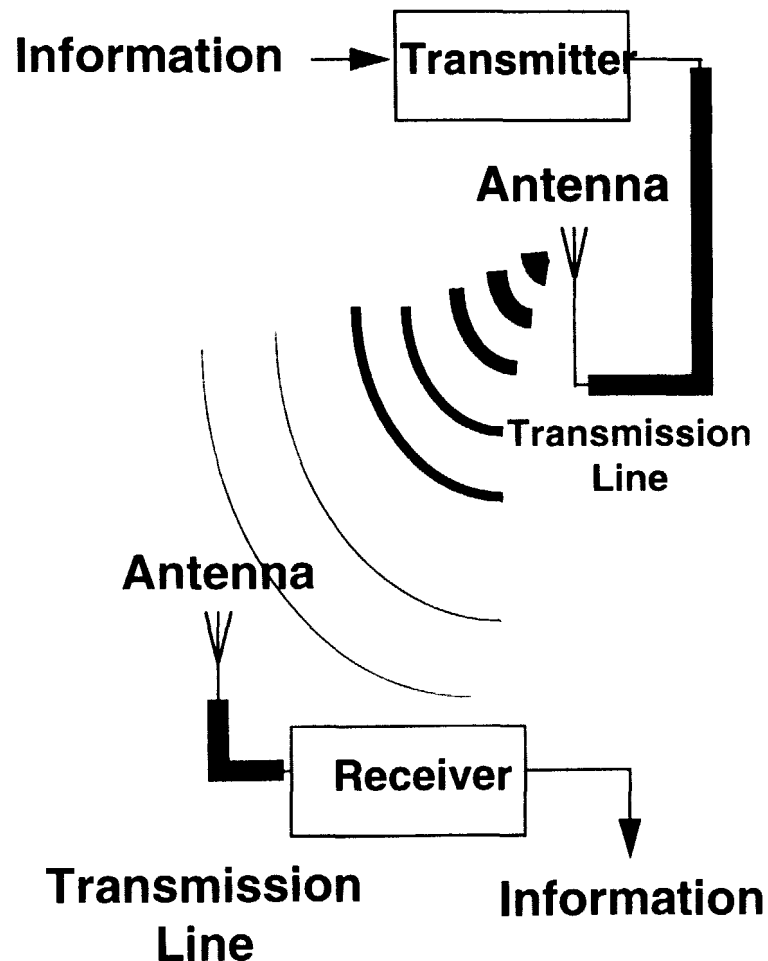 Information
Transmitter
Antenna
Transmission
Line
Antenna
Receiver
Transmission
Line
Information